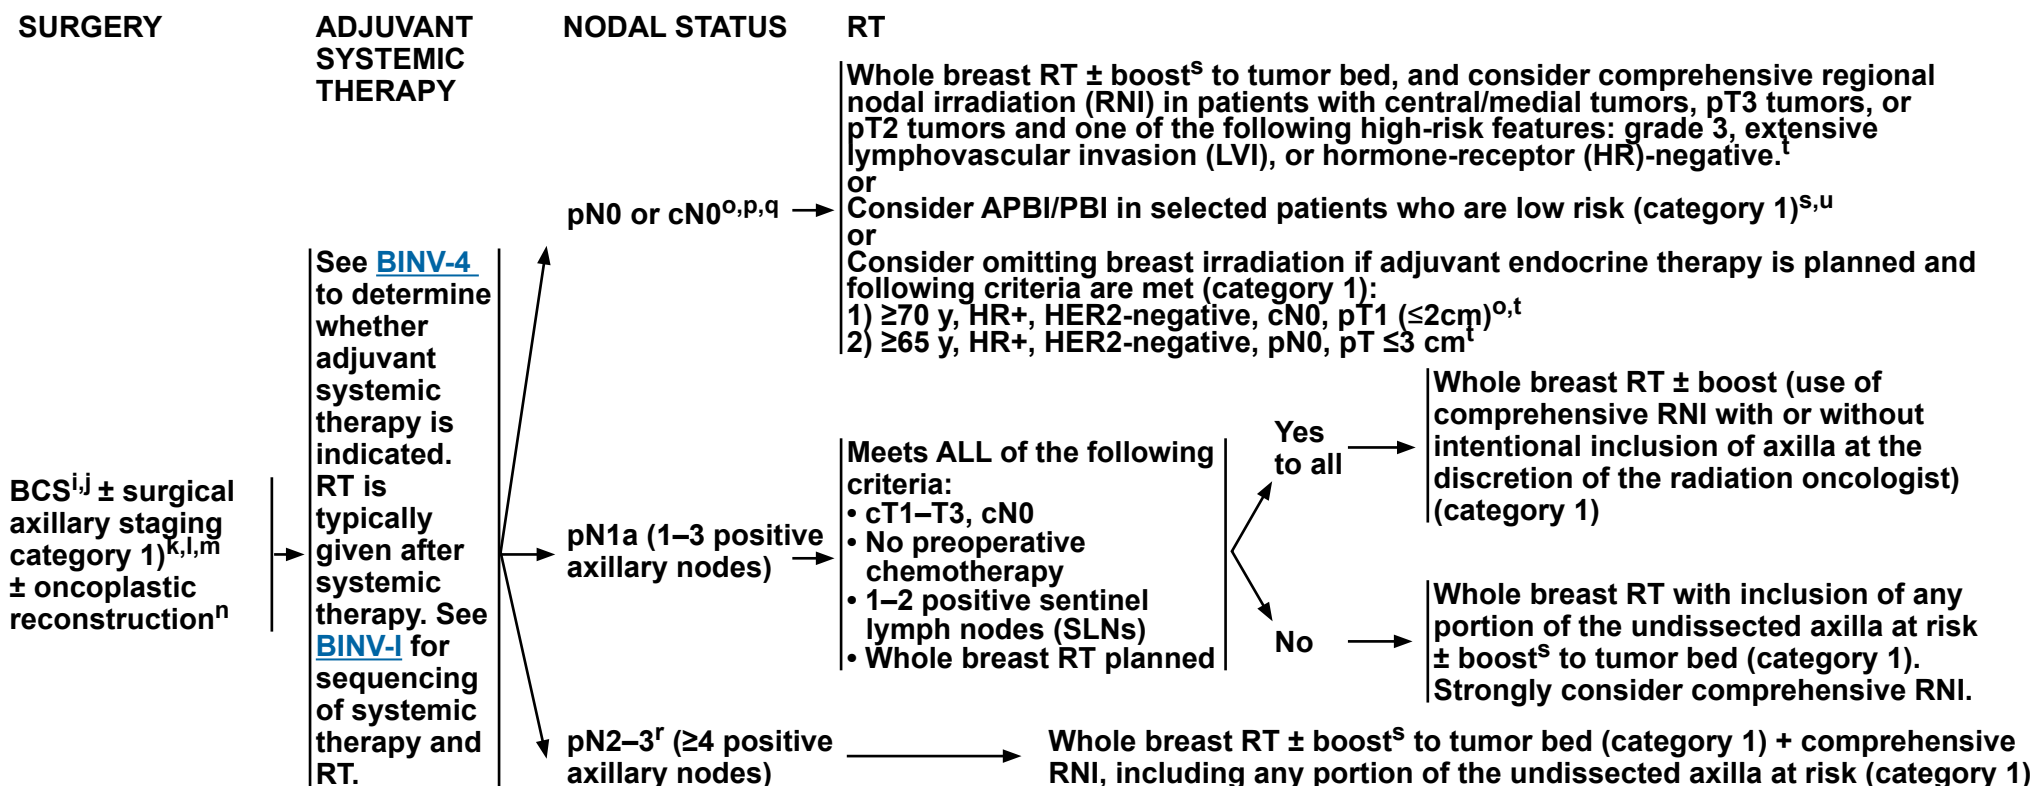 SURGERY
ADJUVANT
SYSTEMIC
THERAPY
NODAL STATUS
RT
BCSi,j ± surgical
axillary staging
category 1)k,l,m
± oncoplastic
reconstructionn
See BINV-4
to determine
whether
adjuvant
systemic
therapy is
indicated.
RT is
typically
given after
systemic
therapy. See
BINV-I for
sequencing
of systemic
therapy and
RT.
pN0 or cN0o,p,q
Whole breast RT ± boosts to tumor bed, and consider comprehensive regional
nodal irradiation (RNI) in patients with central/medial tumors, pT3 tumors, or
pT2 tumors and one of the following high-risk features: grade 3, extensive
lymphovascular invasion (LVI), or hormone-receptor (HR)-negative.t
or
Consider APBI/PBI in selected patients who are low risk (category 1)s,u
or
Consider omitting breast irradiation if adjuvant endocrine therapy is planned and
following criteria are met (category 1):
1) ≥70 y, HR+, HER2-negative, cN0, pT1 (≤2cm)o,t
2) ≥65 y, HR+, HER2-negative, pN0, pT ≤3 cmt
pN1a (1–3 positive
axillary nodes)
Meets ALL of the following
criteria:
• cT1–T3, cN0
• No preoperative
chemotherapy
• 1–2 positive sentinel
lymph nodes (SLNs)
• Whole breast RT planned
Yes
to all
Whole breast RT ± boost (use of
comprehensive RNI with or without
intentional inclusion of axilla at the
discretion of the radiation oncologist)
(category 1)
No
Whole breast RT with inclusion of any
portion of the undissected axilla at risk
± boosts to tumor bed (category 1).
Strongly consider comprehensive RNI.
pN2–3r (≥4 positive
axillary nodes)
Whole breast RT ± boosts to tumor bed (category 1) + comprehensive
RNI, including any portion of the undissected axilla at risk (category 1)